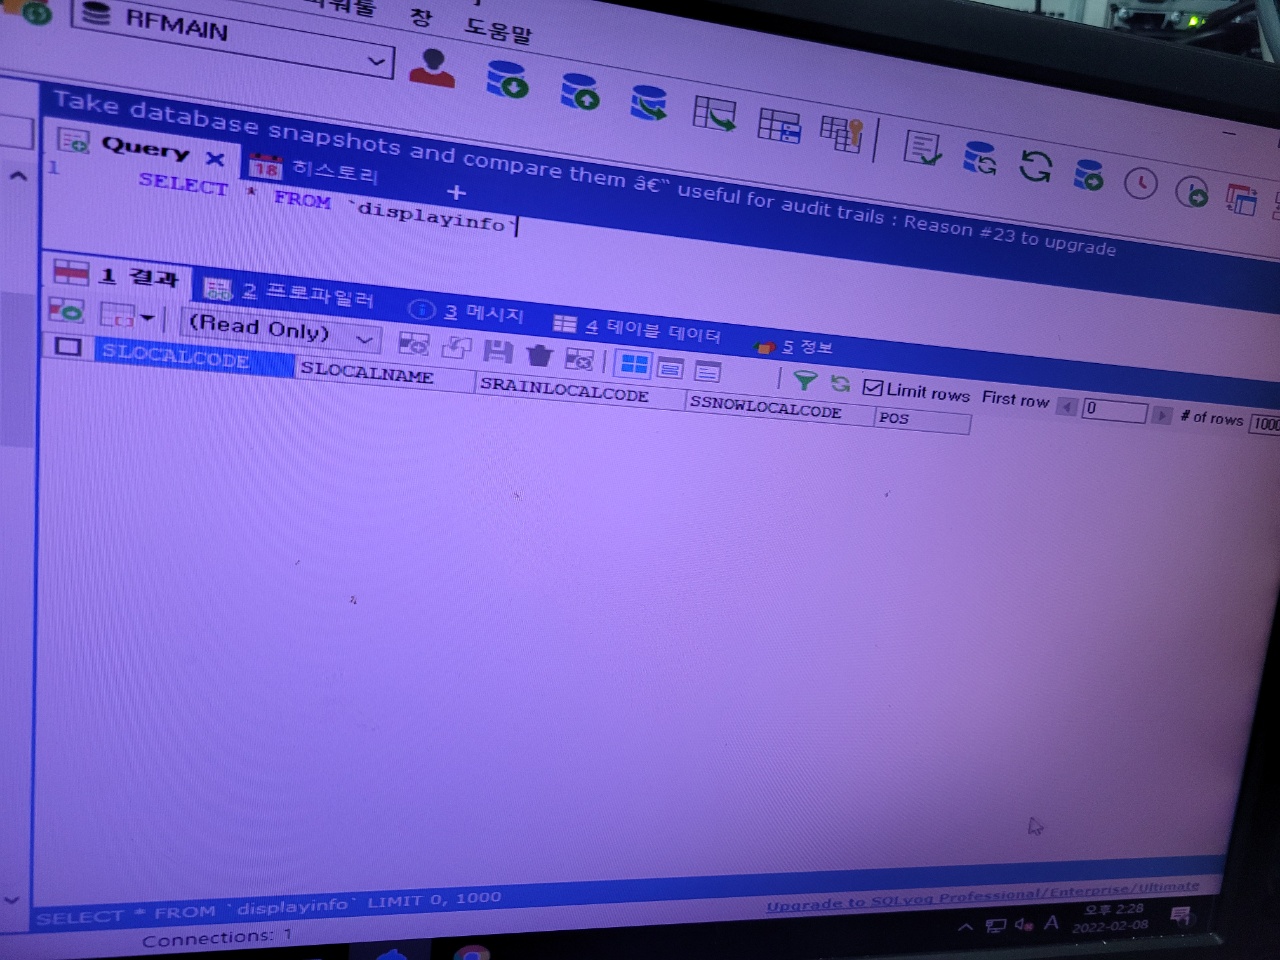 창 도움말
RFMAIN
Take database snapshots and compare them â€“ useful for audit trails : Reason #23 to upgrade
Query 18 히스토리
1 SELECT * FROM `displayinfo`
1 결과 2 프로파일러 3 메시지 4 테이블 데이터 5 정보
(Read Only) Limit rows First row 0 # of rows 1000
SLOCALCODE SLOCALNAME SRAINLOCALCODE SSNOWLOCALCODE POS
SELECT * FROM `displayinfo` LIMIT 0, 1000
Upgrade to SQLyog Professional/Enterprise/Ultimate
Connections: 1
A 오후 2:28
2022-02-08